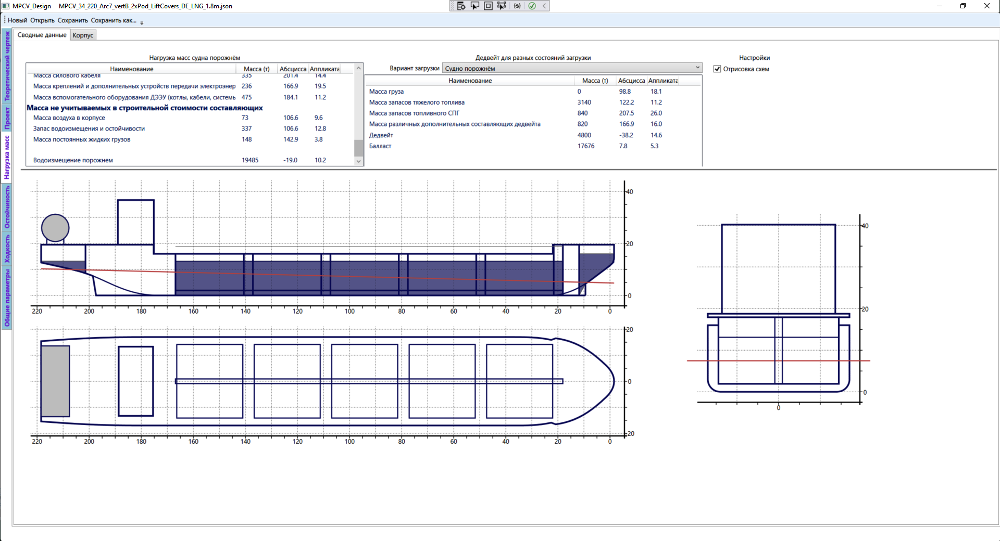 MPCV_Design MPCV_34_220_Arc7_vertB_2xPod_LiftCovers_DE_LNG_1.8m.json
Новый Открыть Сохранить Сохранить как...
Сводные данные Корпус
Теоретический чертеж
Проект
Нагрузка масс
Остойчивость
Ходкость
Общие параметры
Нагрузка масс судна порожнём
Наименование Масса (т) Абсцисса Аппликата
Масса силового кабеля 335 201.4 14.4
Масса креплений и дополнительных устройств передачи электроэнер 236 166.9 19.5
Масса вспомогательного оборудования ДЭЭУ (котлы, кабели, системы 475 184.1 11.2
Масса не учитываемых в строительной стоимости составляющих
Масса воздуха в корпусе 73 106.6 9.6
Запас водоизмещения и остойчивости 337 106.6 12.8
Масса постоянных жидких грузов 148 142.9 3.8
Водоизмещение порожнем 19485 -19.0 10.2
Дедвейт для разных состояний загрузки
Вариант загрузки Судно порожнём
Наименование Масса (т) Абсцисса Аппликата
Масса груза 0 98.8 18.1
Масса запасов тяжелого топлива 3140 122.2 11.2
Масса запасов топливного СПГ 840 207.5 26.0
Масса различных дополнительных составляющих дедвейта 820 166.9 16.0
Дедвейт 4800 -38.2 14.6
Балласт 17676 7.8 5.3
Настройки
Отрисовка схем
40
20
0
220 200 180 160 140 120 100 80 60 40 20 0
20
0
20
220 200 180 160 140 120 100 80 60 40 20 0
40
20
0
0